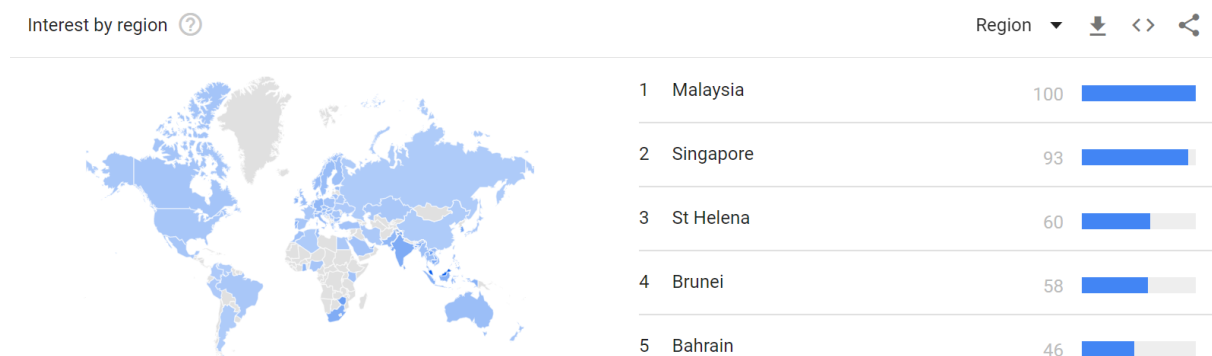 Interest by region ?
Region
1 Malaysia 100
2 Singapore 93
3 St Helena 60
4 Brunei 58
5 Bahrain 46